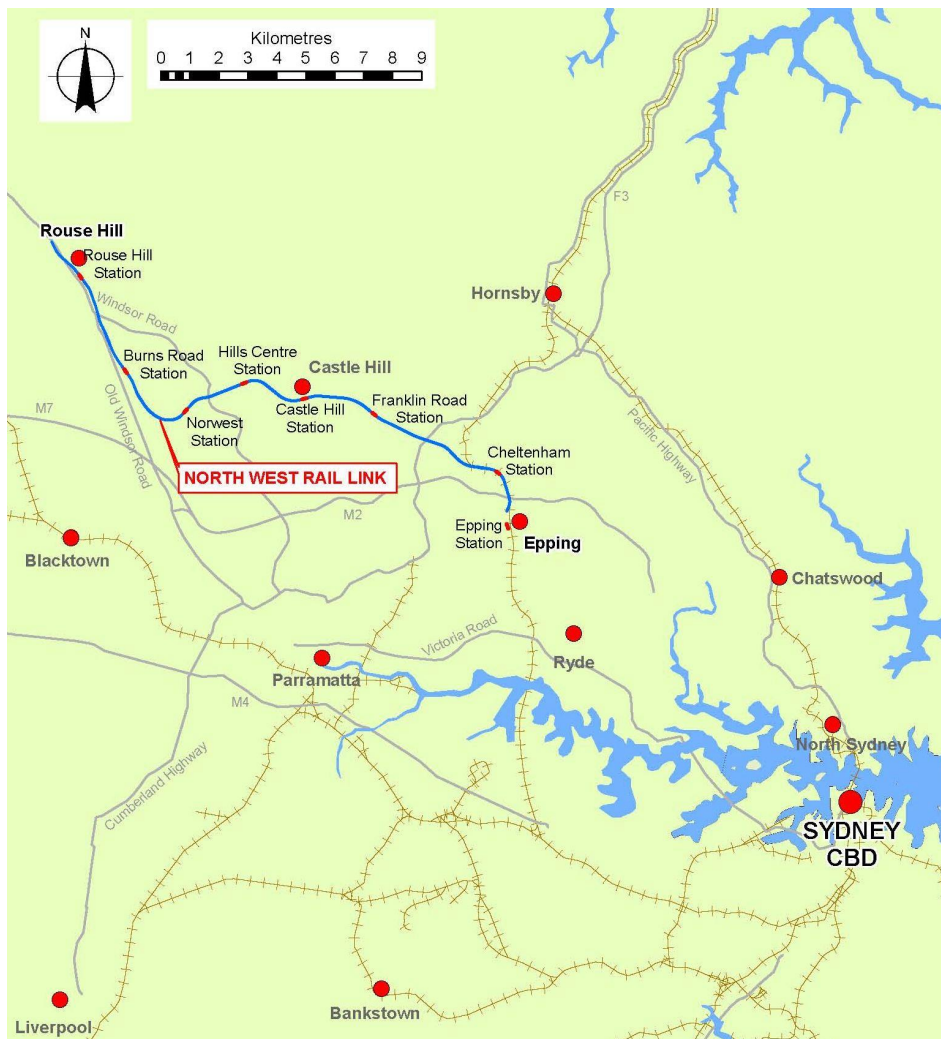 N
Kilometres
0 1 3 4 5 6 7 8 9
F3
Rouse Hill
Rouse Hill
Station
Hornsby
Windsor Road
Burns Road
Station
Hills Centre
Station
Castle Hill
Castle Hill
Station
Franklin Road
Station
Norwest
Station
M7
Old Windsor Road
Pacific Highway
Cheltenham
Station
NORTH WEST RAIL LINK
M2
Epping
Station
Epping
Blacktown
Chatswood
Victoria Road
Ryde
Parramatta
M4
North Sydney
Cumberland Highway
SYDNEY
CBD
Liverpool
Bankstown